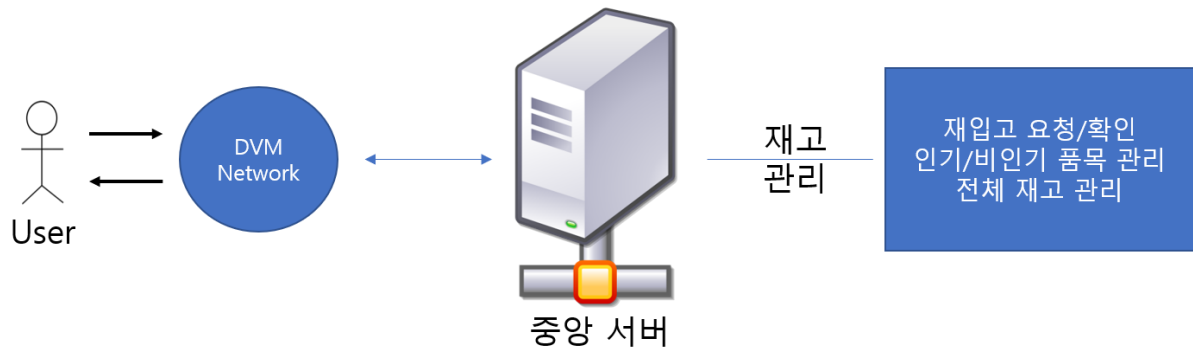 User
DVM
Network
중앙 서버
재고
관리
재입고 요청/확인
인기/비인기 품목 관리
전체 재고 관리